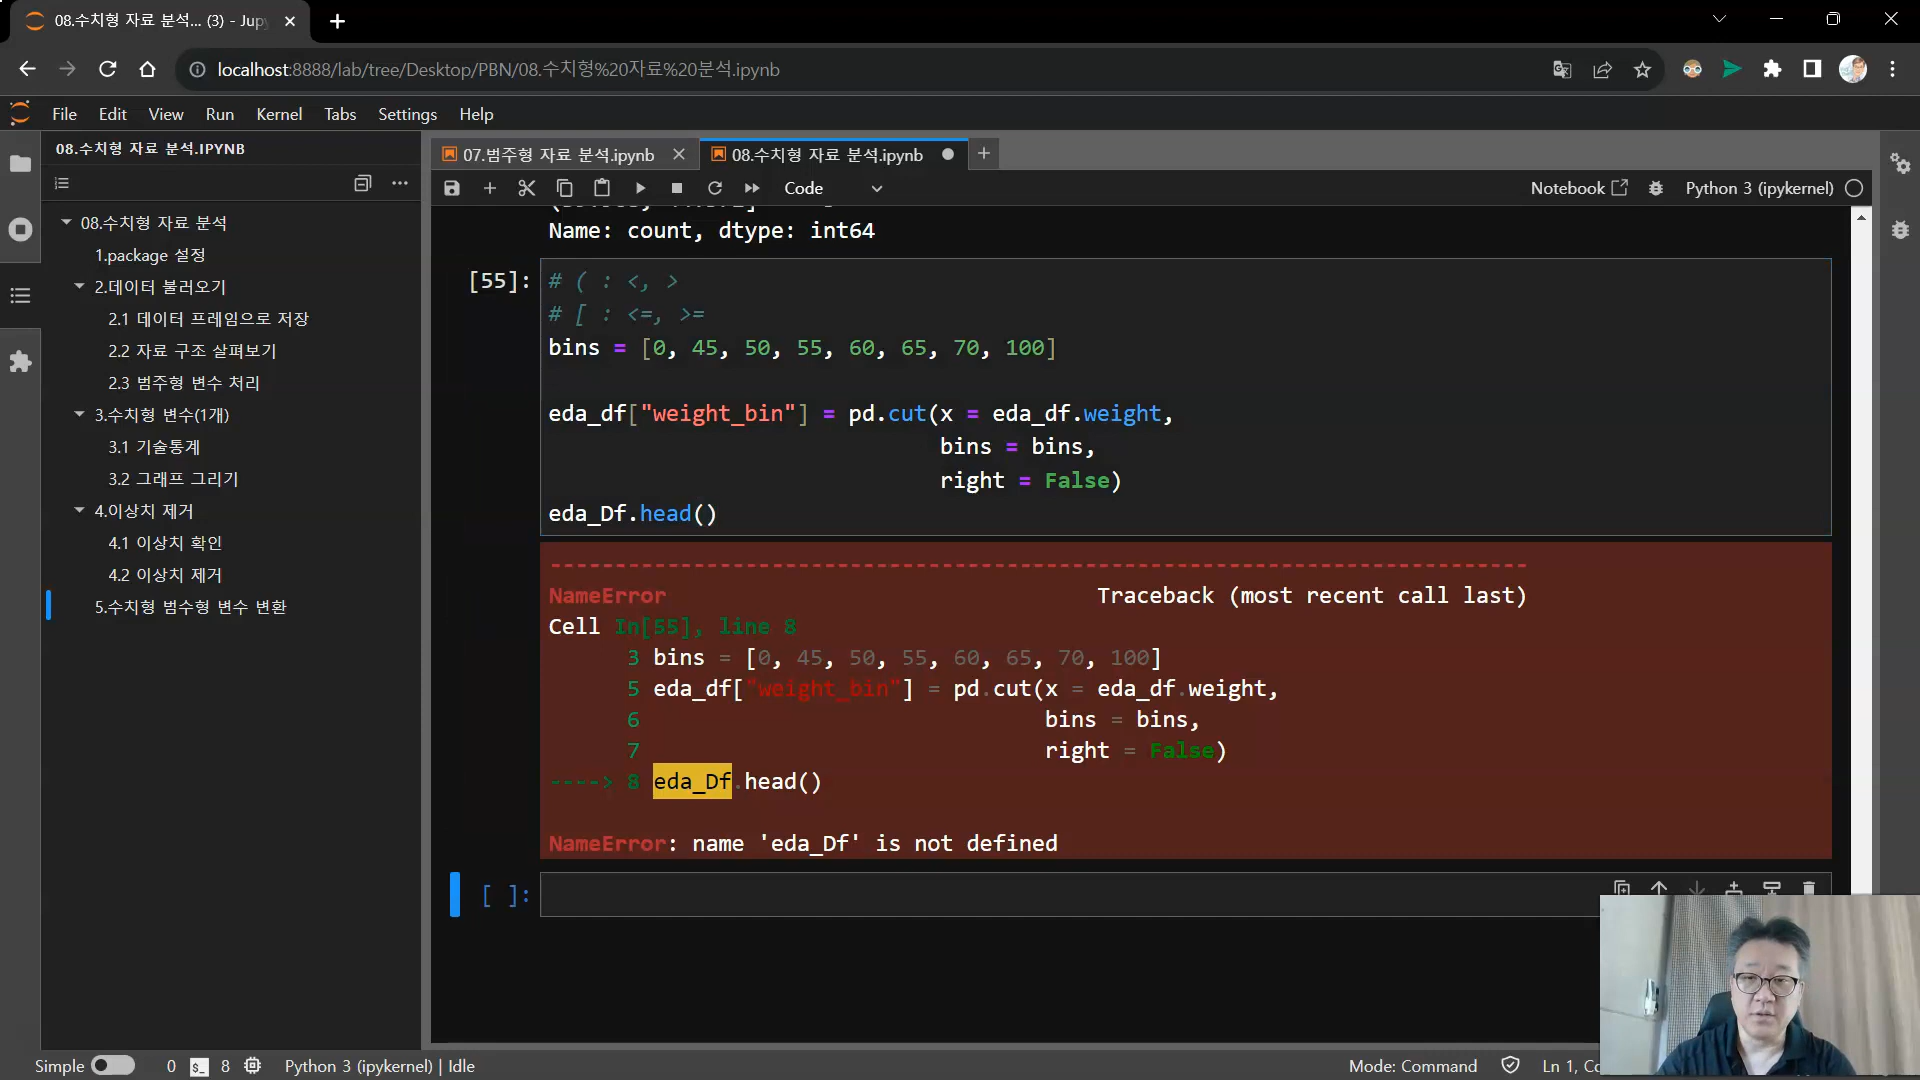 08.수치형 자료 분석... (3) - Jupy
localhost:8888/lab/tree/Desktop/PBN/08.수치형%20자료%20분석.ipynb
File Edit View Run Kernel Tabs Settings Help
08.수치형 자료 분석.IPYNB
08.수치형 자료 분석
1.package 설정
2.데이터 불러오기
2.1 데이터 프레임으로 저장
2.2 자료 구조 살펴보기
2.3 범주형 변수 처리
3.수치형 변수(1개)
3.1 기술통계
3.2 그래프 그리기
4.이상치 제거
4.1 이상치 확인
4.2 이상치 제거
5.수치형 범수형 변수 변환
07.범주형 자료 분석.ipynb
08.수치형 자료 분석.ipynb
Code
Notebook
Python 3 (ipykernel)
Name: count, dtype: int64
[55]:
# ( : <, >
# [ : <=, >=
bins = [0, 45, 50, 55, 60, 65, 70, 100]
eda_df["weight_bin"] = pd.cut(x = eda_df.weight,
bins = bins,
right = False)
eda_Df.head()
---------------------------------------------------------------------------
NameError Traceback (most recent call last)
Cell In[55], line 8
3 bins = [0, 45, 50, 55, 60, 65, 70, 100]
5 eda_df["weight_bin"] = pd.cut(x = eda_df.weight,
6 bins = bins,
7 right = False)
----> 8 eda_Df.head()
NameError: name 'eda_Df' is not defined
[ ]:
Simple 0 8 Python 3 (ipykernel) | Idle
Mode: Command Ln 1,